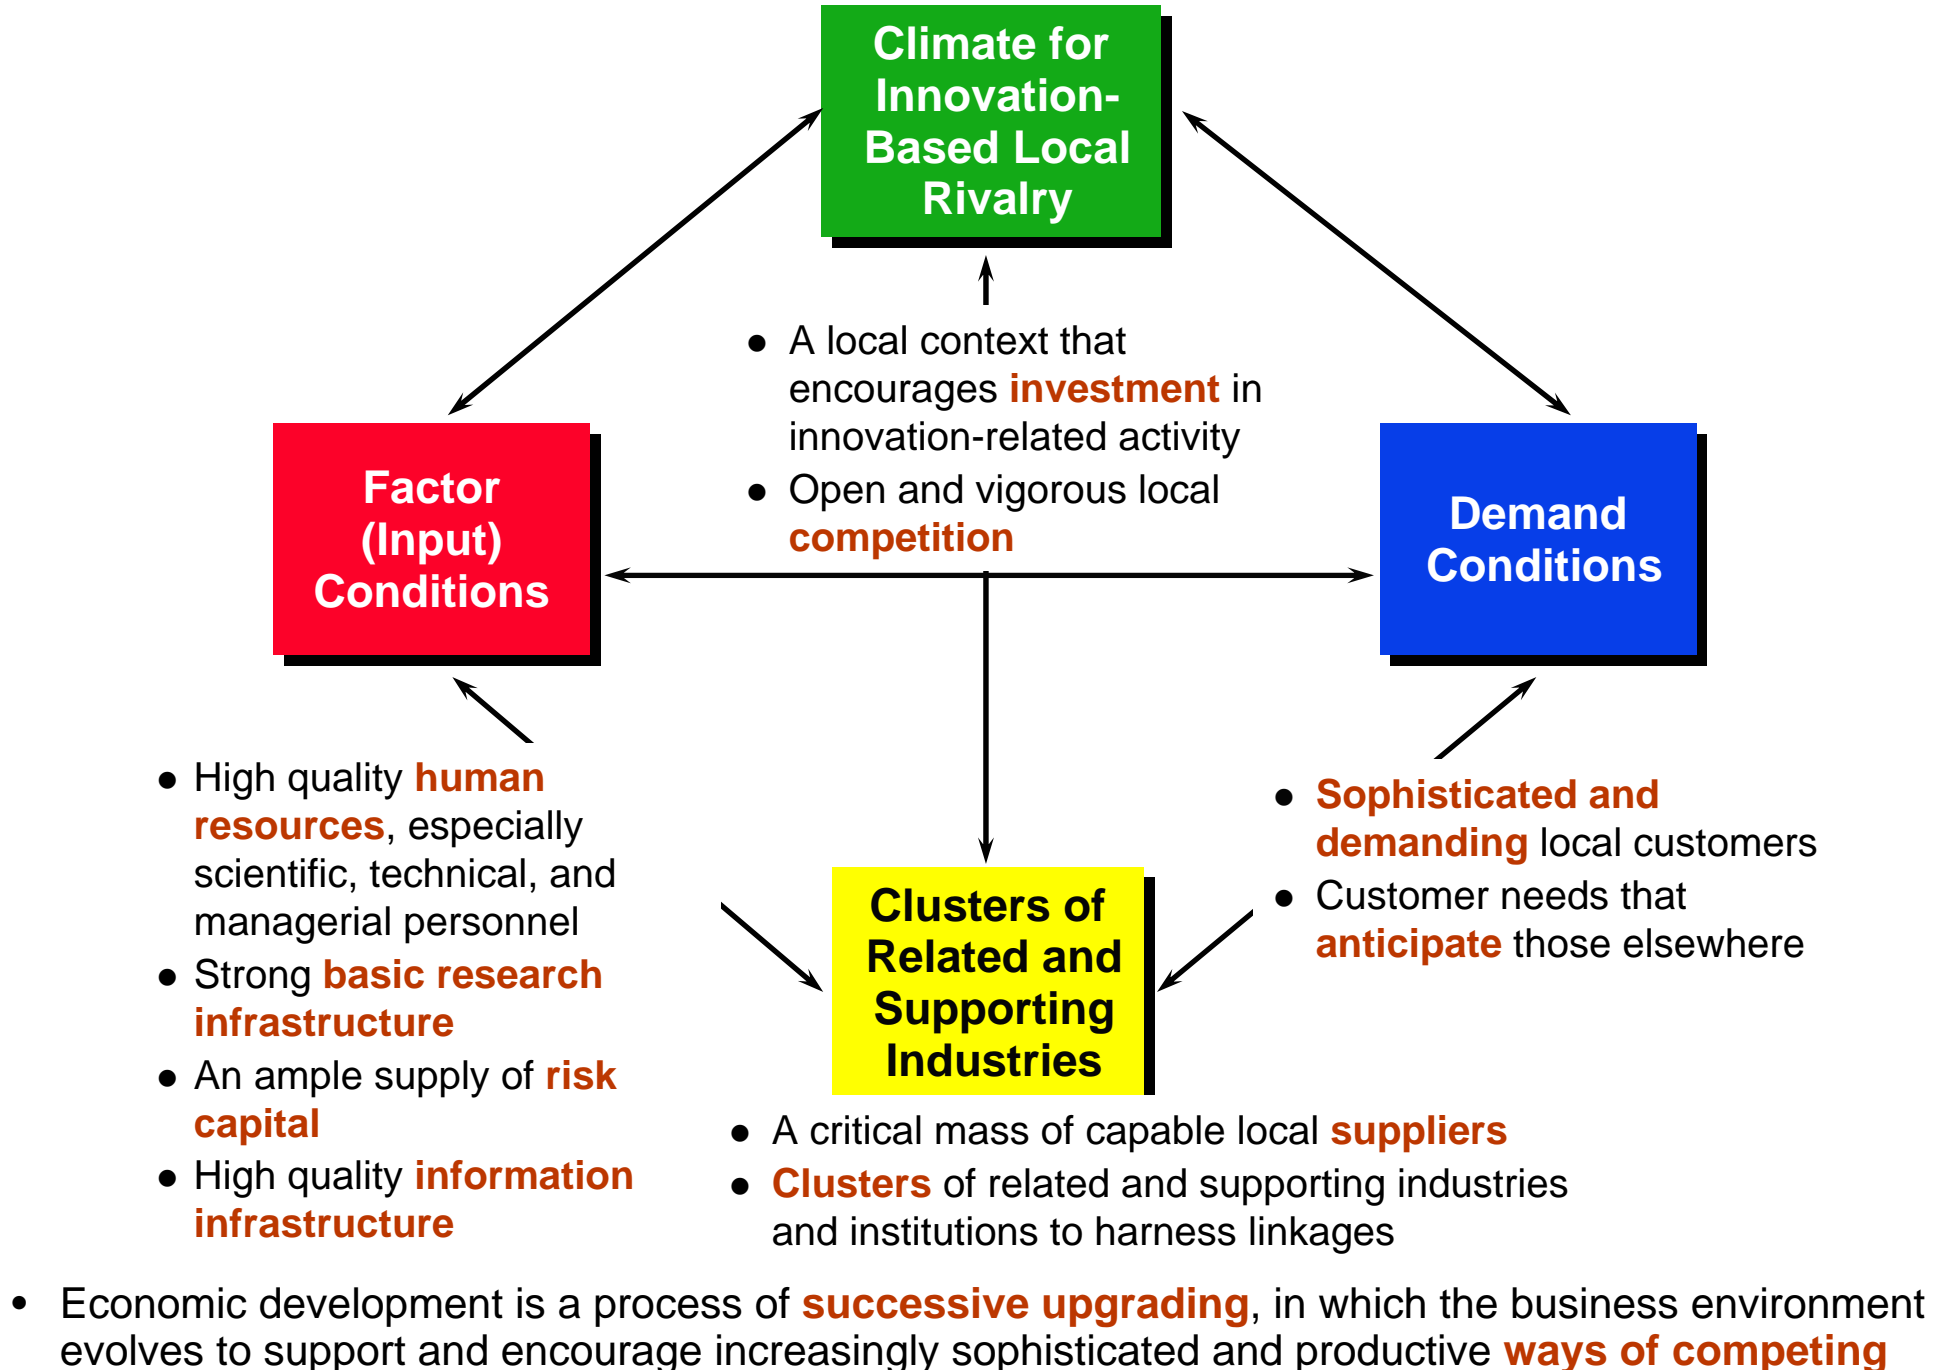 Climate for
Innovation-
Based Local
Rivalry
● A local context that
encourages investment in
innovation-related activity
● Open and vigorous local
competition
Factor
(Input)
Conditions
Demand
Conditions
● High quality human
resources, especially
scientific, technical, and
managerial personnel
● Strong basic research
infrastructure
● An ample supply of risk
capital
● High quality information
infrastructure
● Sophisticated and
demanding local customers
● Customer needs that
anticipate those elsewhere
Clusters of
Related and
Supporting
Industries
● A critical mass of capable local suppliers
● Clusters of related and supporting industries
and institutions to harness linkages
• Economic development is a process of successive upgrading, in which the business environment
evolves to support and encourage increasingly sophisticated and productive ways of competing